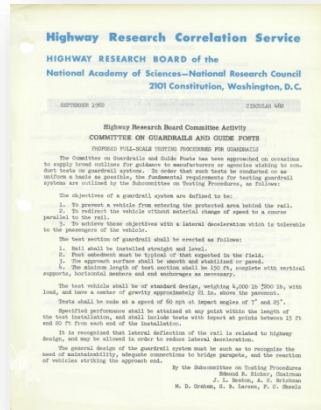 Highway Research Correlation Service
HIGHWAY RESEARCH BOARD of the
National Academy of Sciences—National Research Council
2101 Constitution, Washington, D.C.
SEPTEMBER 1962
CIRCULAR 482
Highway Research Board Committee Activity
COMMITTEE ON GUARDRAILS AND GUIDE POSTS
PROPOSED FULL-SCALE TESTING PROCEDURES FOR GUARDRAILS
The Committee on Guardrails and Guide Posts has been approached on occasions
to supply broad outlines for guidance to manufacturers or agencies wishing to con-
duct tests on guardrail systems. In order that such tests be conducted on as
uniform a basis as possible, the fundamental requirements for testing guardrail
systems are outlined by the Subcommittee on Testing Procedures, as follows:
The objectives of a guardrail system are defined to be:
1. To prevent a vehicle from entering the protected area behind the rail.
2. To redirect the vehicle without material change of speed to a course
parallel to the rail.
3. To achieve these objectives with a lateral deceleration which is tolerable
to the passengers of the vehicle.
The test section of guardrail shall be erected as follows:
1. Rail shall be installed straight and level.
2. Post embedment must be typical of that expected in the field.
3. The approach surface shall be smooth and stabilized or paved.
4. The minimum length of test section shall be 150 ft, complete with vertical
supports, horizontal members and end anchorages as necessary.
The test vehicle shall be of standard design, weighing 4,000 lb ±200 lb, with
load, and have a center of gravity approximately 21 in. above the pavement.
Tests shall be made at a speed of 60 mph at impact angles of 7° and 25°.
Specified performance shall be attained at any point within the length of
the test installation, and shall include tests with impact at points between 15 ft
and 20 ft from each end of the installation.
It is recognized that lateral deflection of the rail is related to highway
design, and may be allowed in order to reduce lateral deceleration.
The general design of the guardrail system must be such as to recognize the
need of maintainability, adequate connections to bridge parapets, and the reaction
of vehicles striking the approach end.
By the Subcommittee on Testing Procedures
Edmund R. Ricker, Chairman
J. L. Beaton, A. C. Erickson
M. D. Graham, S. B. Larsen, F. C. Skeels